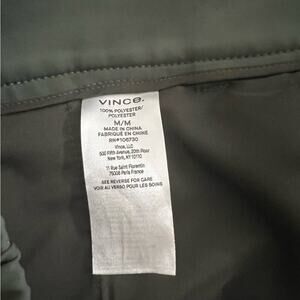 VINCe.
100% POLYESTER/
POLYESTER
M/M
MADE IN CHINA
FABRIQUÉ EN CHINE
RN#106730
Vince, LLC
500 Fifth Avenue, 20th Floor
New York, NY 10110
11 Rue Saint Florentin
75008 Paris France
SEE REVERSE FOR CARE
VOIR AU VERSO POUR LES SOINS